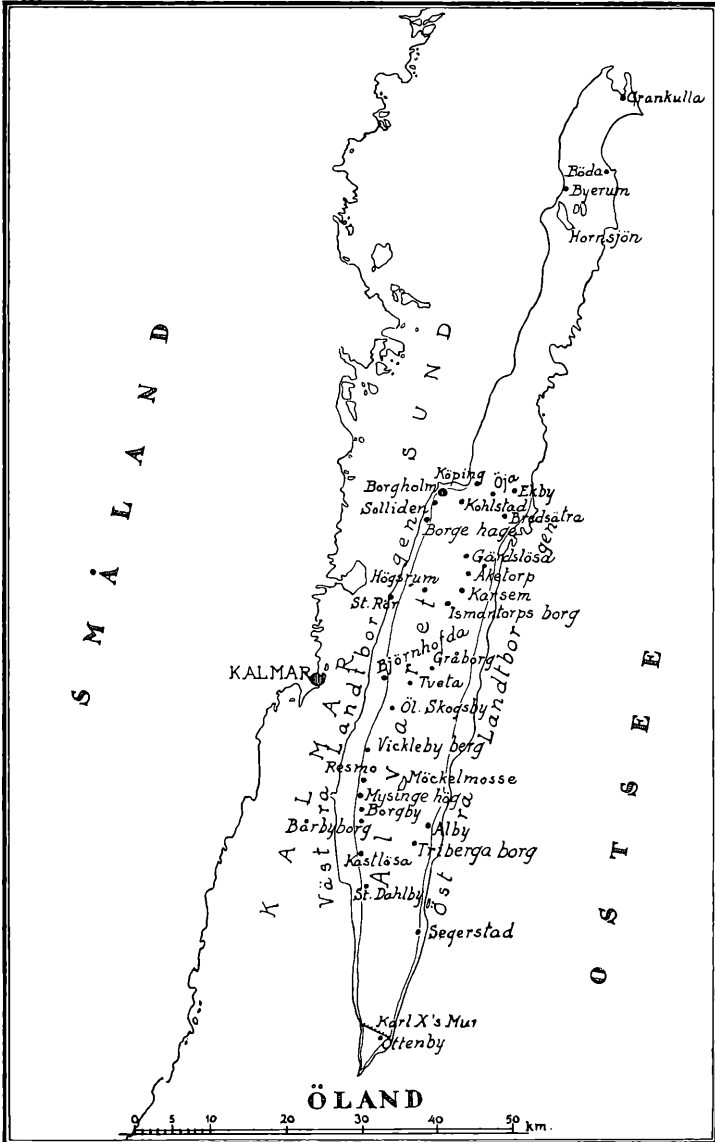 Grankulla
Böda
Byerum
Hornsjön
SMÅLAND
KALMAR SUND
Köping
Öja
Borgholm
Ekby
Solliden
Kohlstad
Bredsätra
Borge hage
Gärdslösa
Åketorp
Högsrum
Karsem
St. Rör
Ismantorps borg
Björnhofda
Gråborg
KALMAR
Tveta
Öl. Skogsby
Vickleby berg
Resmo
Möckelmosse
Mysinge hög
Borgby
Bårbyborg
Alby
Triberga borg
Kastlösa
St. Dahlby
Segerstad
Västra Landtborgen
Alvaret
Östra Landtborgen
OSTSEE
Karl X's Mur
Ottenby
ÖLAND
0 5 10 20 30 40 50 km.